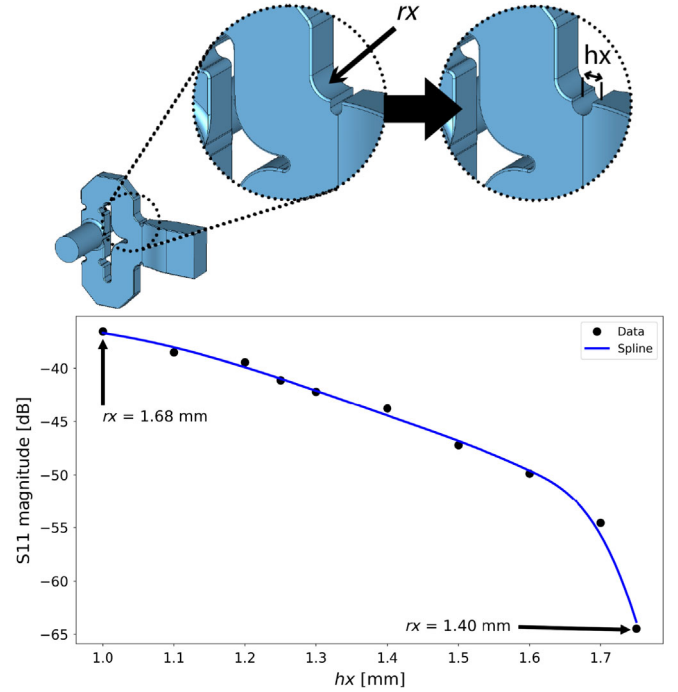 rx
hx
Data
Spline
−40
−45
−50
−55
−60
−65
S11 magnitude [dB]
rx = 1.68 mm
rx = 1.40 mm
1.0 1.1 1.2 1.3 1.4 1.5 1.6 1.7
hx [mm]